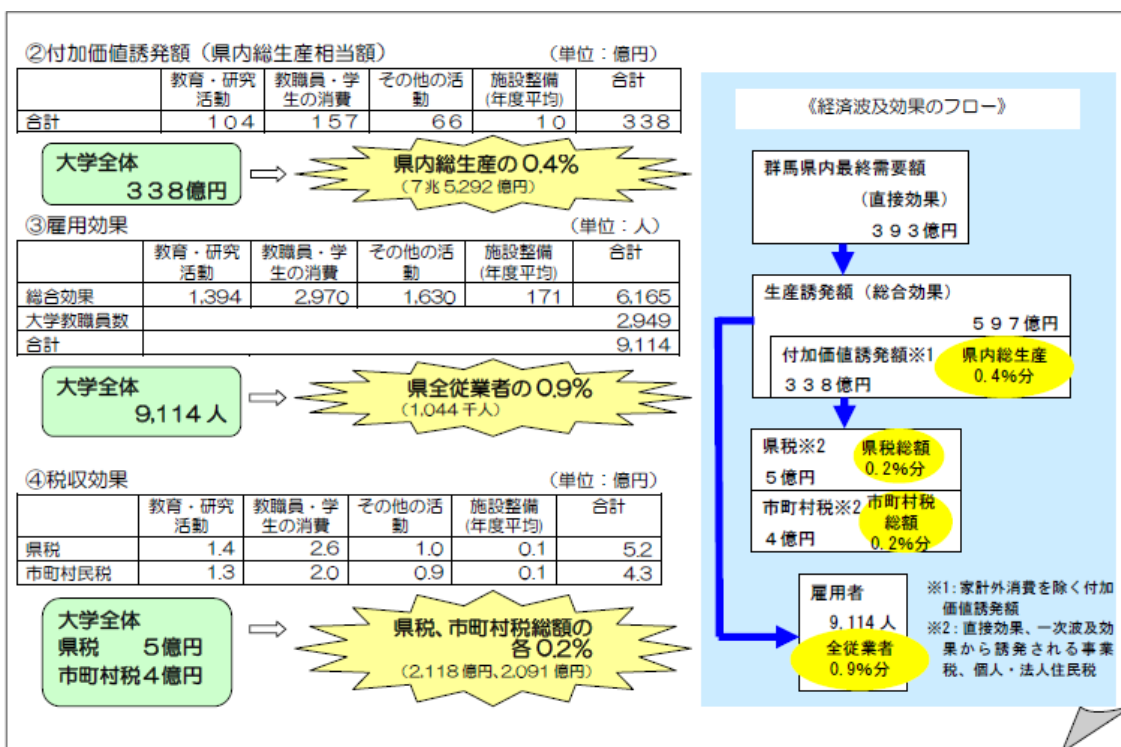 ②付加価値誘発額（県内総生産相当額） （単位：億円）
教育・研究活動 教職員・学生の消費 その他の活動 施設整備(年度平均) 合計
合計 104 157 66 10 338
大学全体
338億円
県内総生産の0.4%
（7兆5,292億円）
③雇用効果 （単位：人）
教育・研究活動 教職員・学生の消費 その他の活動 施設整備(年度平均) 合計
総合効果 1,394 2,970 1,630 171 6,165
大学教職員数 2,949
合計 9,114
大学全体
9,114人
県全従業者の0.9%
（1,044千人）
④税収効果 （単位：億円）
教育・研究活動 教職員・学生の消費 その他の活動 施設整備(年度平均) 合計
県税 1.4 2.6 1.0 0.1 5.2
市町村民税 1.3 2.0 0.9 0.1 4.3
大学全体
県税 5億円
市町村税4億円
県税、市町村税総額の
各0.2%
（2,118億円、2,091億円）
《経済波及効果のフロー》
群馬県内最終需要額
（直接効果）
393億円
生産誘発額（総合効果）
597億円
付加価値誘発額※1
338億円
県内総生産
0.4%分
県税※2
5億円
県税総額
0.2%分
市町村税※2
4億円
市町村税
総額
0.2%分
雇用者
9,114人
全従業者
0.9%分
※1：家計外消費を除く付加
価値誘発額
※2：直接効果、一次波及効
果から誘発される事業
税、個人・法人住民税